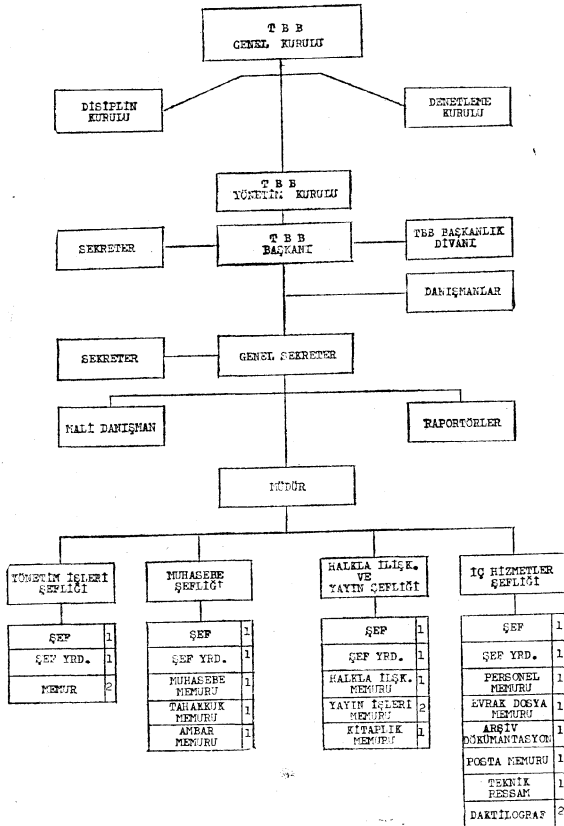 T B B
GENEL KURULU
DİSİPLİN
KURULU
DENETLEME
KURULU
T B B
YÖNETİM KURULU
SEKRETER
T B B
BAŞKANI
TBB BAŞKANLIK
DİVANI
DANIŞMANLAR
SEKRETER
GENEL SEKRETER
MALİ DANIŞMAN
RAPORTÖRLER
MÜDÜR
YÖNETİM İŞLERİ
ŞEFLİĞİ
ŞEF 1
ŞEF YRD. 1
MEMUR 2
MUHASEBE
ŞEFLİĞİ
ŞEF 1
ŞEF YRD. 1
MUHASEBE
MEMURU 1
TAHAKKUK
MEMURU 1
AMBAR
MEMURU 1
HALKLA İLİŞK.
VE
YAYIN ŞEFLİĞİ
ŞEF 1
ŞEF YRD. 1
HALKLA İLŞK.
MEMURU 1
YAYIN İŞLERİ
MEMURU 2
KİTAPLIK
MEMURU 1
İÇ HİZMETLER
ŞEFLİĞİ
ŞEF 1
ŞEF YRD. 1
PERSONEL
MEMURU 1
EVRAK DOSYA
MEMURU 1
ARŞİV
DÖKÜMANTASYON 1
POSTA MEMURU 1
TEKNİK
RESSAM 1
DAKTİLOGRAF 2